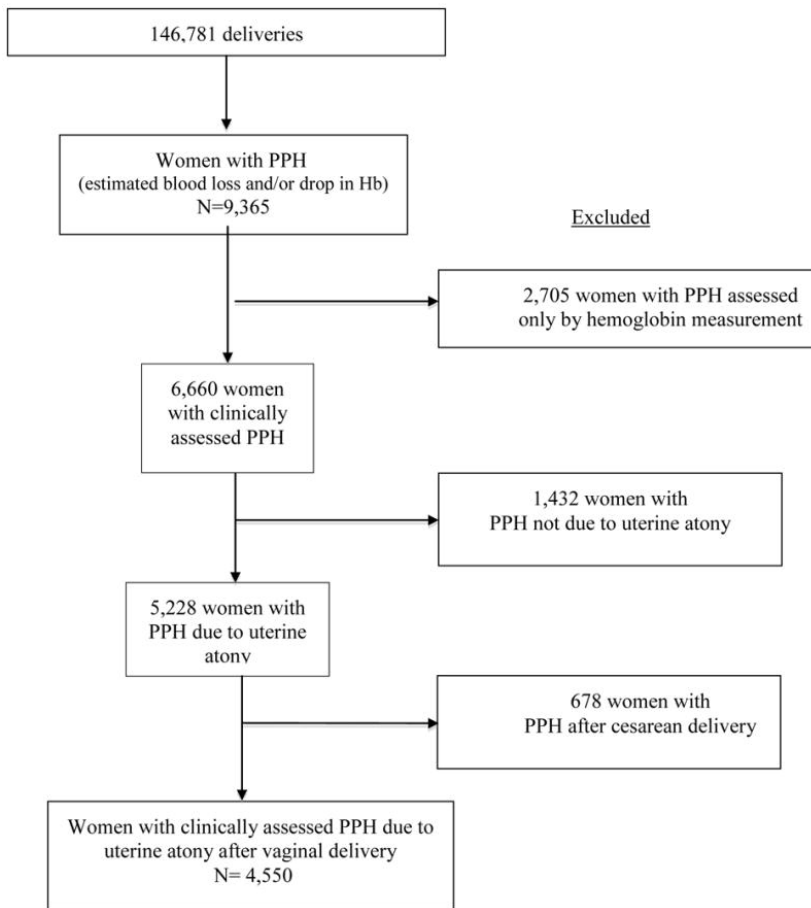 146,781 deliveries
Women with PPH
(estimated blood loss and/or drop in Hb)
N=9,365
Excluded
2,705 women with PPH assessed
only by hemoglobin measurement
6,660 women
with clinically
assessed PPH
1,432 women with
PPH not due to uterine atony
5,228 women with
PPH due to uterine
atony
678 women with
PPH after cesarean delivery
Women with clinically assessed PPH due to
uterine atony after vaginal delivery
N= 4,550